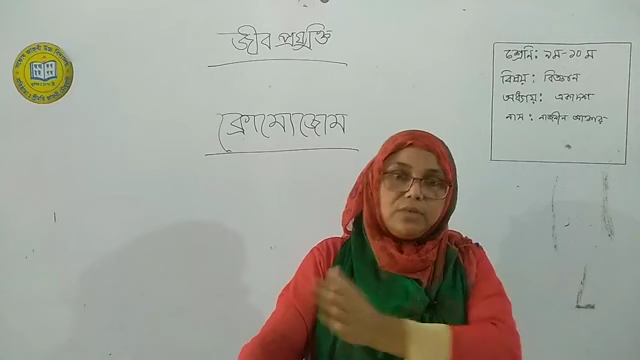 জীব প্রযুক্তি
ক্রোমোজোম
শ্রেনি: ৯ম-১০ম
বিষয়: বিজ্ঞান
অধ্যায়: একাদশ
নাম: